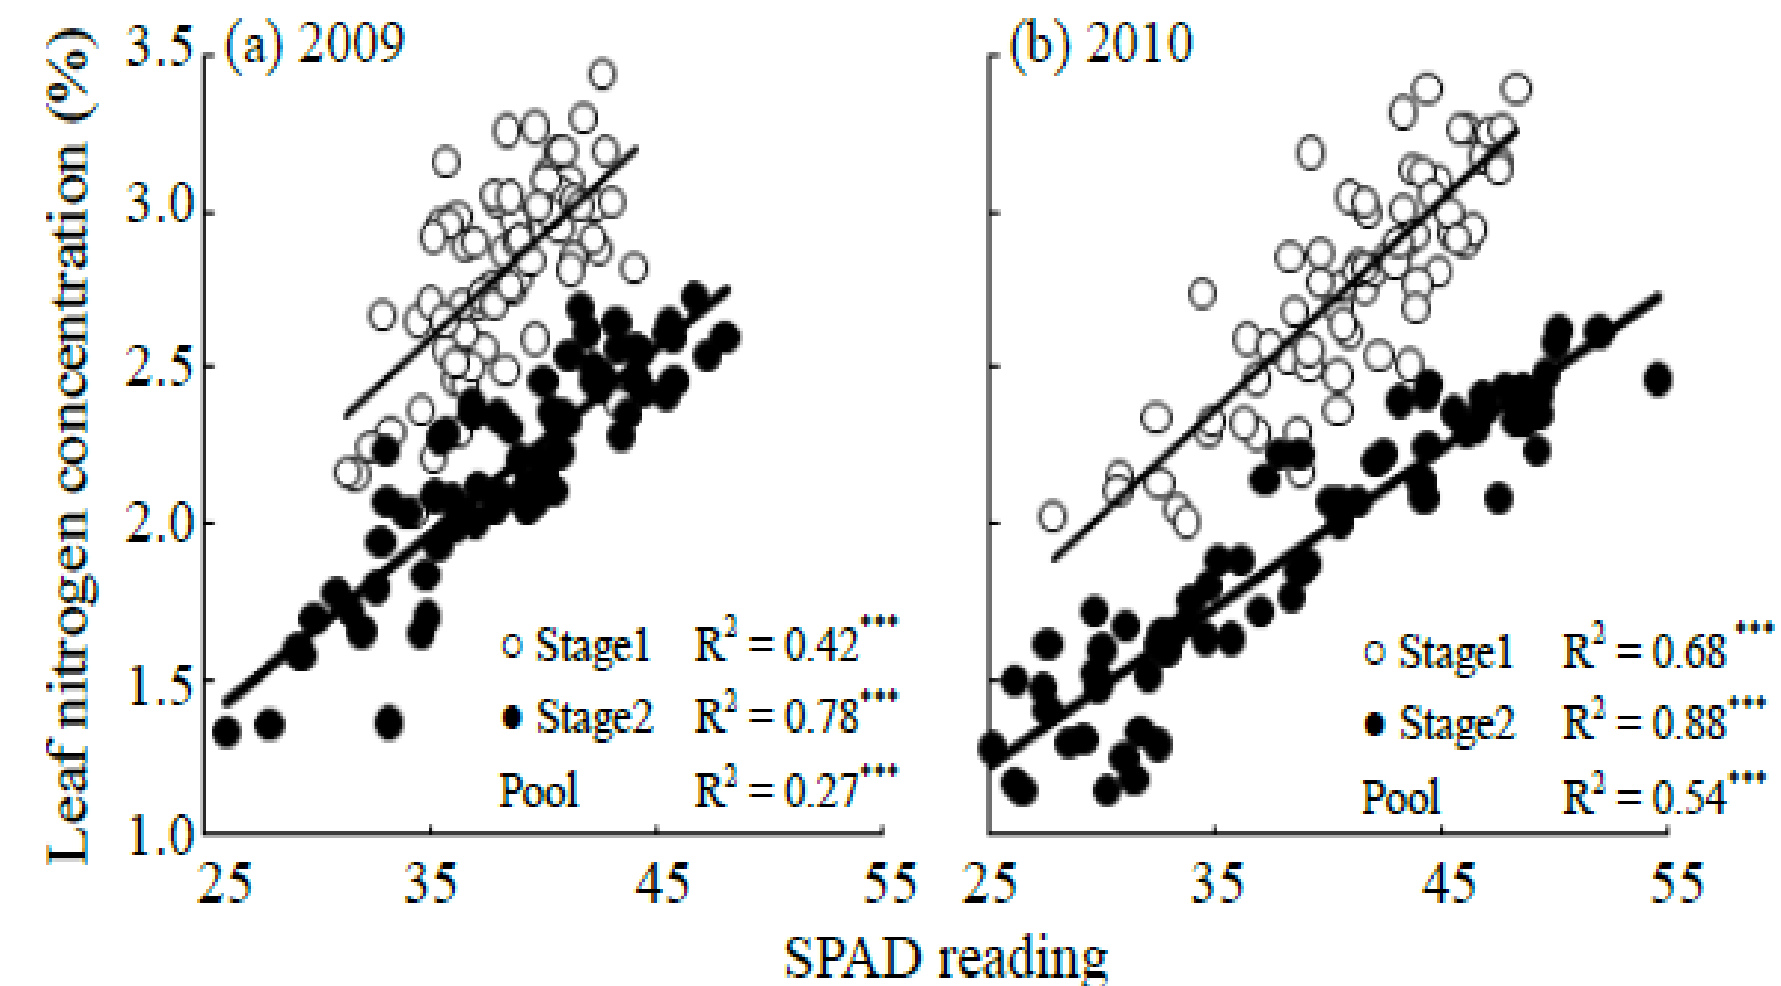 Leaf nitrogen concentration (%)
3.5
3.0
2.5
2.0
1.5
1.0
(a) 2009
○ Stage1 R² = 0.42***
● Stage2 R² = 0.78***
Pool R² = 0.27***
25 35 45 55
(b) 2010
○ Stage1 R² = 0.68***
● Stage2 R² = 0.88***
Pool R² = 0.54***
25 35 45 55
SPAD reading